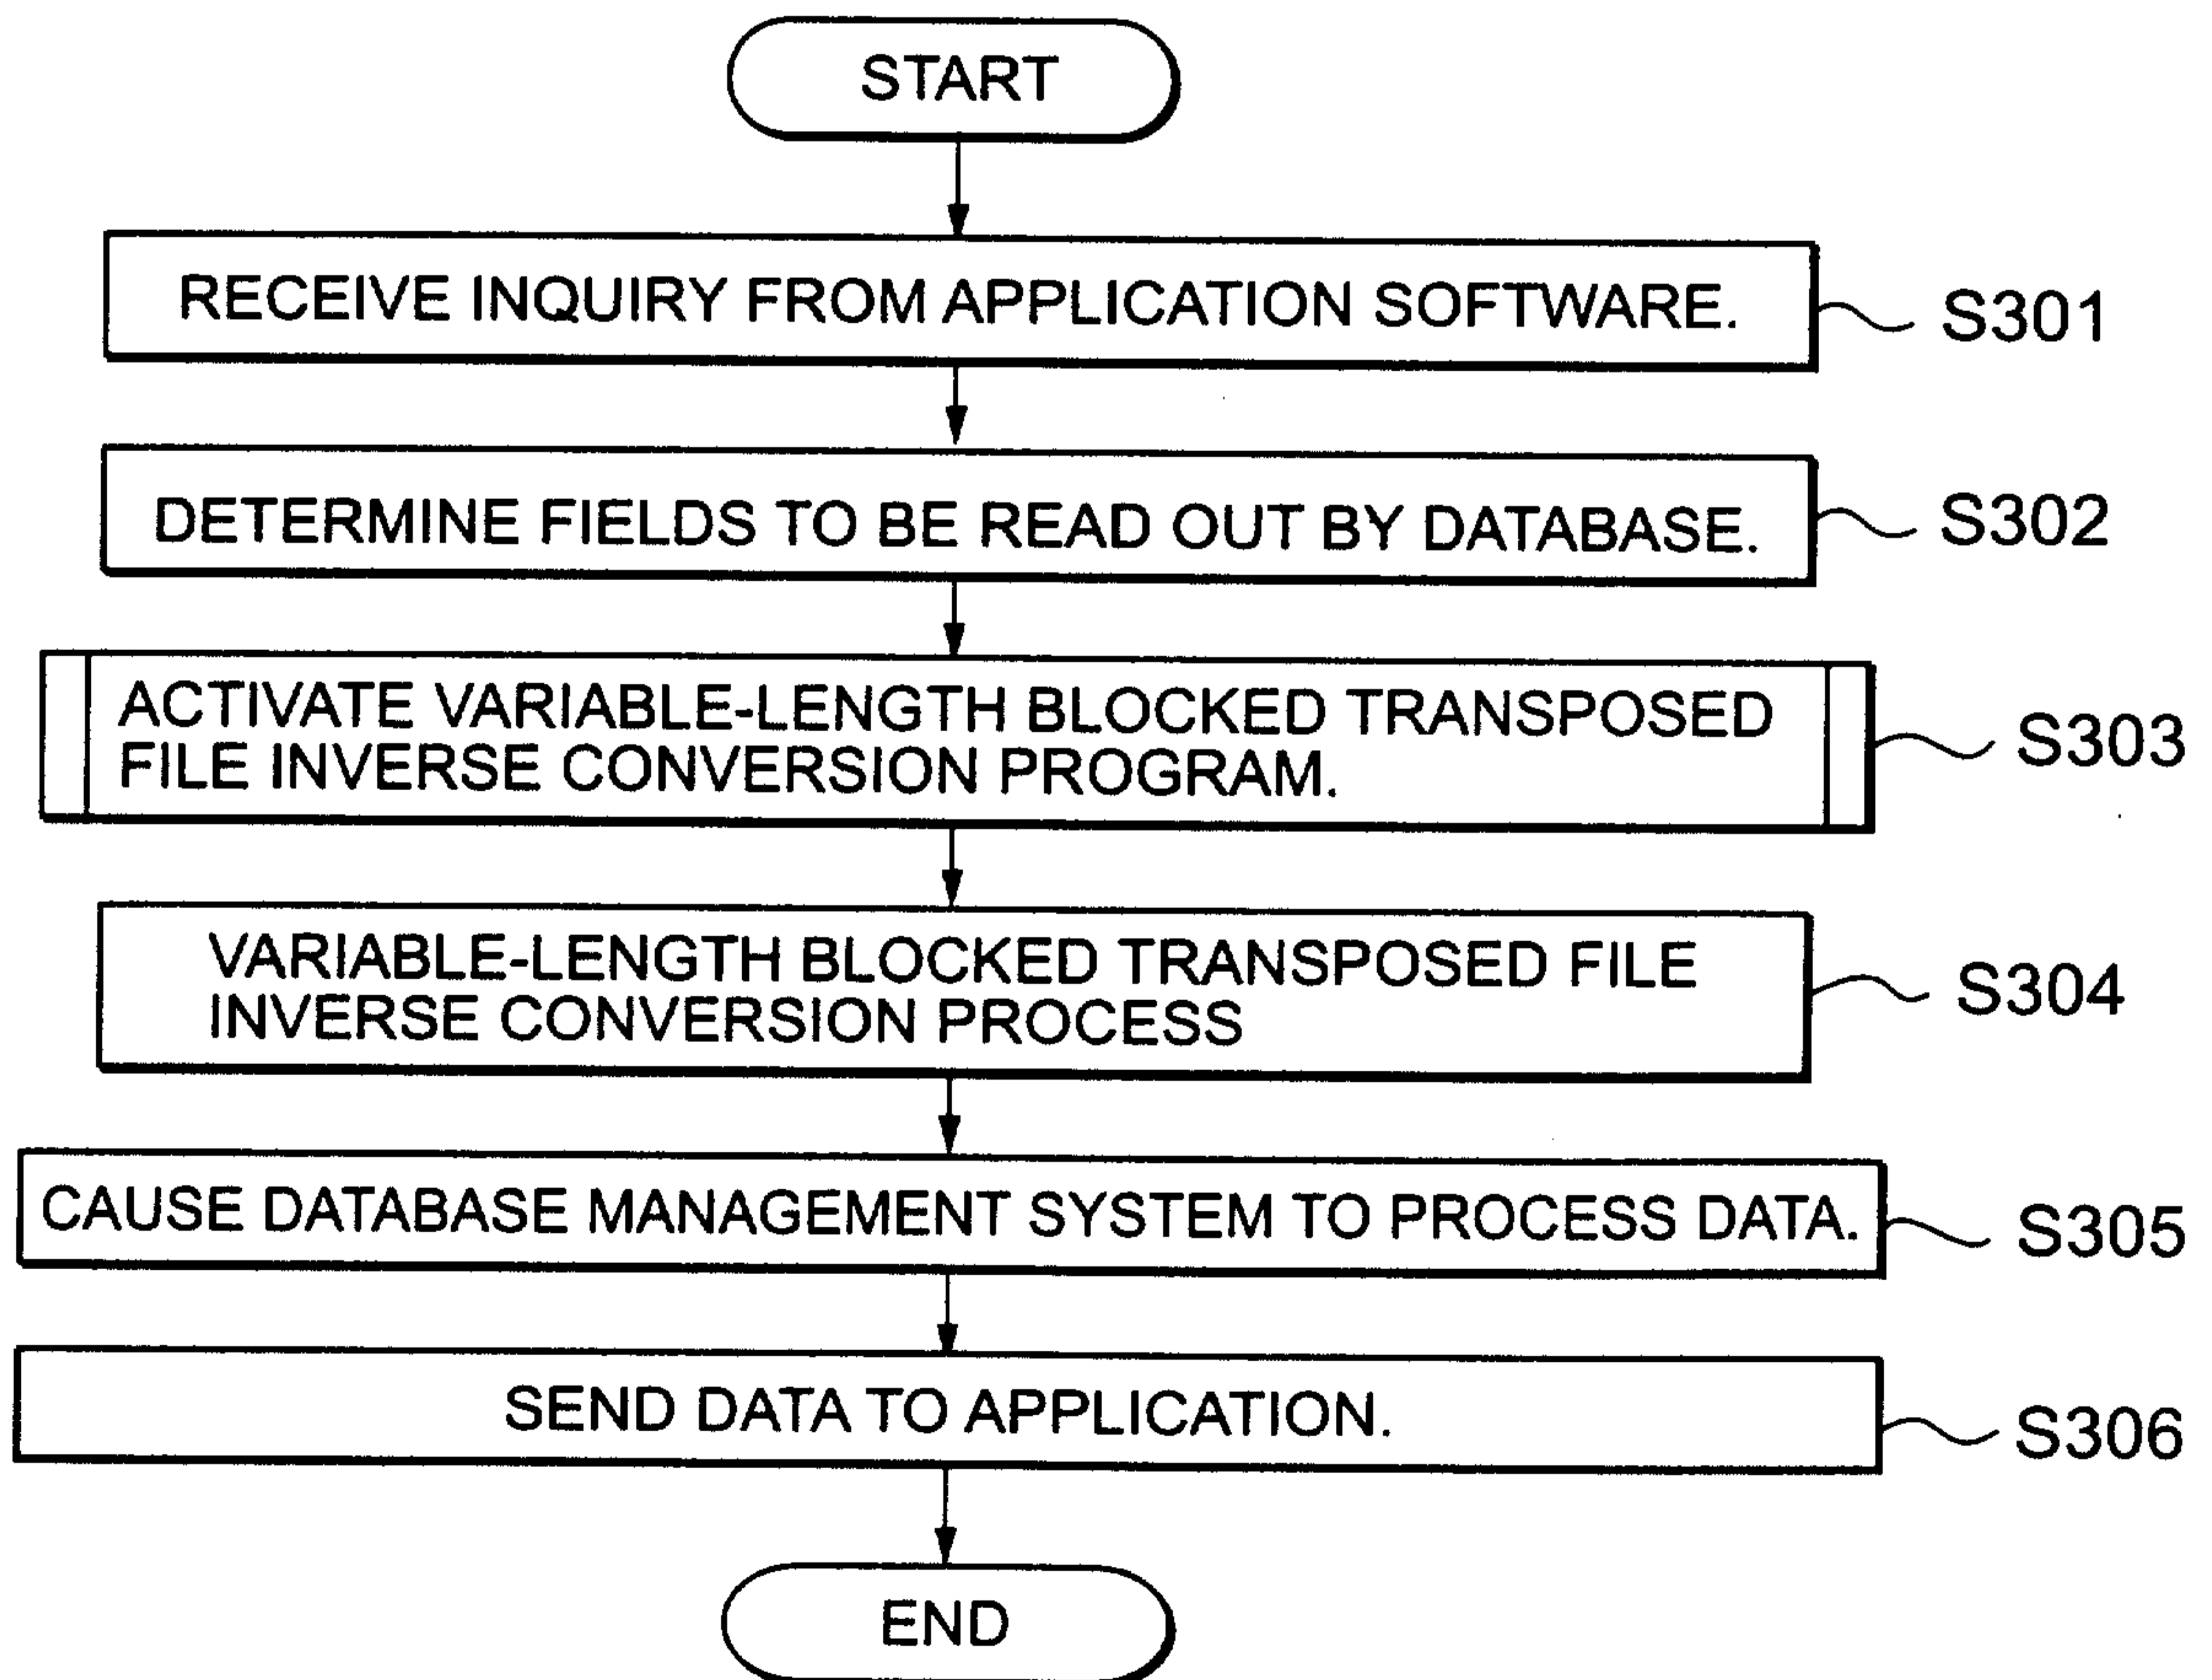 START
RECEIVE INQUIRY FROM APPLICATION SOFTWARE.
S301
DETERMINE FIELDS TO BE READ OUT BY DATABASE.
S302
ACTIVATE VARIABLE-LENGTH BLOCKED TRANSPOSED
FILE INVERSE CONVERSION PROGRAM.
S303
VARIABLE-LENGTH BLOCKED TRANSPOSED FILE
INVERSE CONVERSION PROCESS
S304
CAUSE DATABASE MANAGEMENT SYSTEM TO PROCESS DATA.
S305
SEND DATA TO APPLICATION.
S306
END